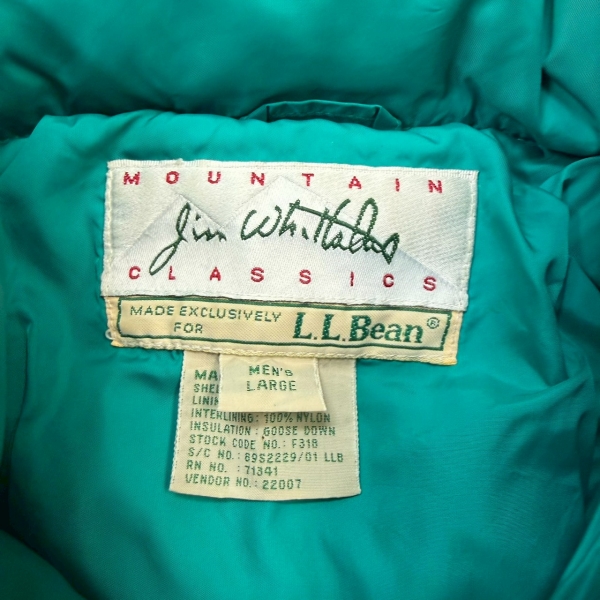 MOUNTAIN
Jim Whittaker
CLASSICS
MADE EXCLUSIVELY
FOR
L.L.Bean®
MEN'S
LARGE
INTERLINING: 100% NYLON
INSULATION: GOOSE DOWN
STOCK CODE NO.: F318
S/C NO.: 89S2229/01 LLB
RN NO. : 71341
VENDOR NO.: 22007